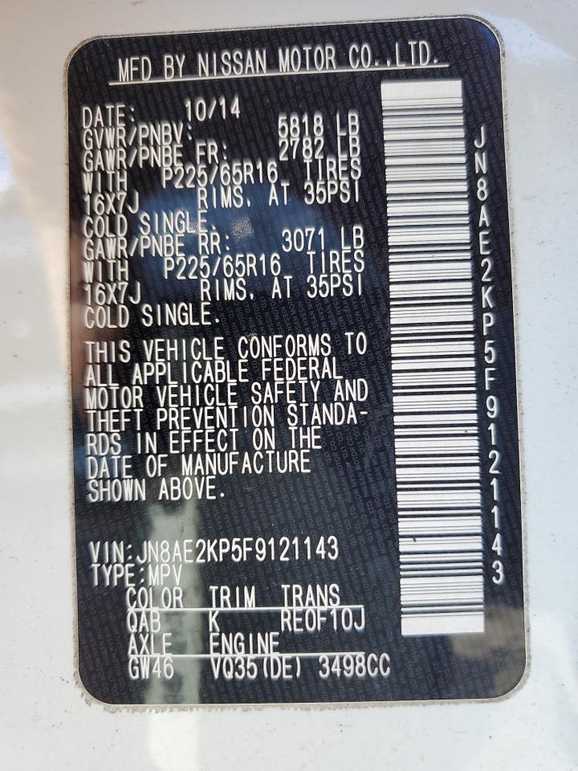 MFD BY NISSAN MOTOR CO.,LTD.
DATE: 10/14
GVWR/PNBV: 5818 LB
GAWR/PNBE FR: 2782 LB
WITH P225/65R16 TIRES
16X7J RIMS, AT 35PSI
COLD SINGLE.
GAWR/PNBE RR: 3071 LB
WITH P225/65R16 TIRES
16X7J RIMS, AT 35PSI
COLD SINGLE.
THIS VEHICLE CONFORMS TO
ALL APPLICABLE FEDERAL
MOTOR VEHICLE SAFETY AND
THEFT PREVENTION STANDA-
RDS IN EFFECT ON THE
DATE OF MANUFACTURE
SHOWN ABOVE.
VIN:JN8AE2KP5F9121143
TYPE:MPV
COLOR TRIM TRANS
QAB K RE0F10J
AXLE ENGINE
GW46 VQ35(DE) 3498CC
JN8AE2KP5F9121143